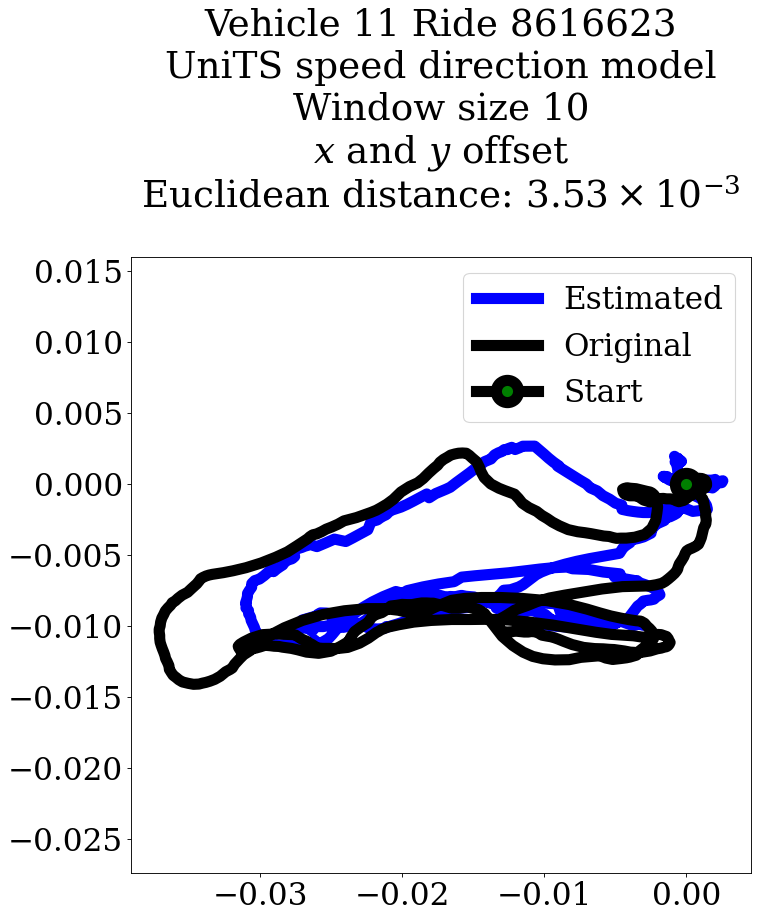 Vehicle 11 Ride 8616623
UniTS speed direction model
Window size 10
x and y offset
Euclidean distance: 3.53 × 10⁻³
Estimated
Original
Start
0.015
0.010
0.005
0.000
−0.005
−0.010
−0.015
−0.020
−0.025
−0.03 −0.02 −0.01 0.00